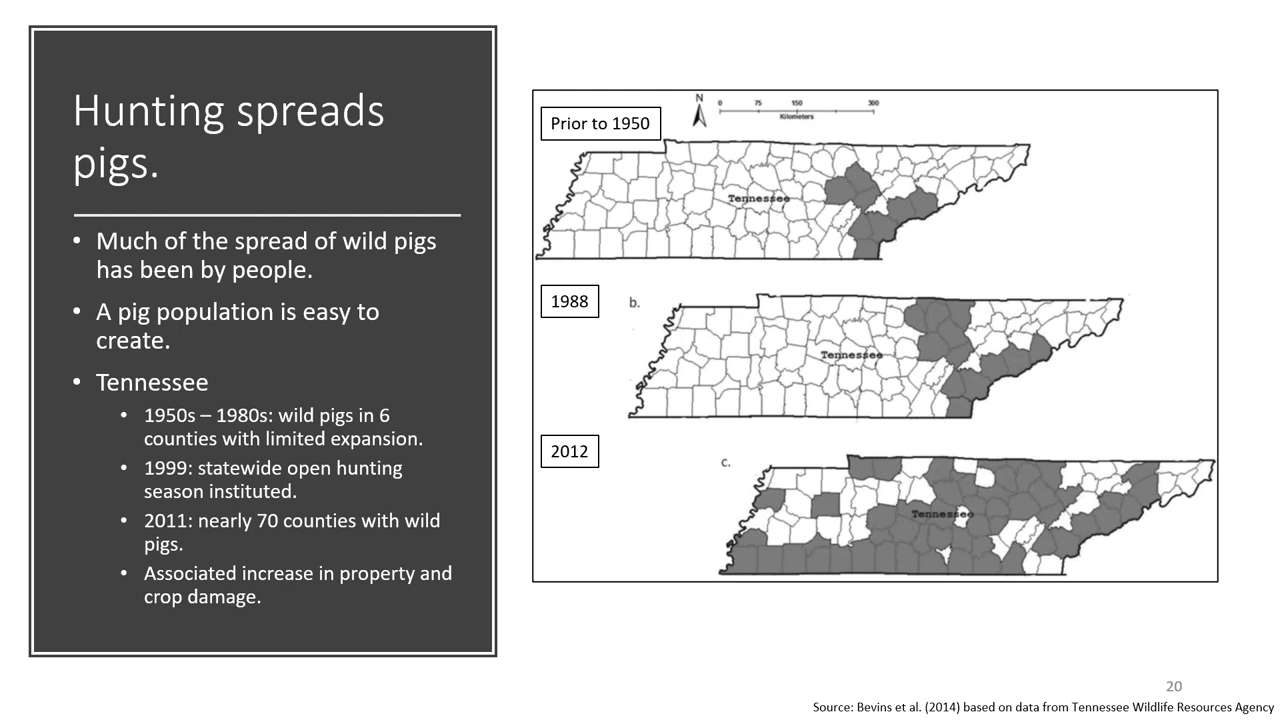 Hunting spreads
pigs.
• Much of the spread of wild pigs
has been by people.
• A pig population is easy to
create.
• Tennessee
• 1950s – 1980s: wild pigs in 6
counties with limited expansion.
• 1999: statewide open hunting
season instituted.
• 2011: nearly 70 counties with wild
pigs.
• Associated increase in property and
crop damage.
Prior to 1950
N
0 75 150 300
Kilometers
Tennessee
1988
b.
Tennessee
2012
c.
Tennessee
20
Source: Bevins et al. (2014) based on data from Tennessee Wildlife Resources Agency